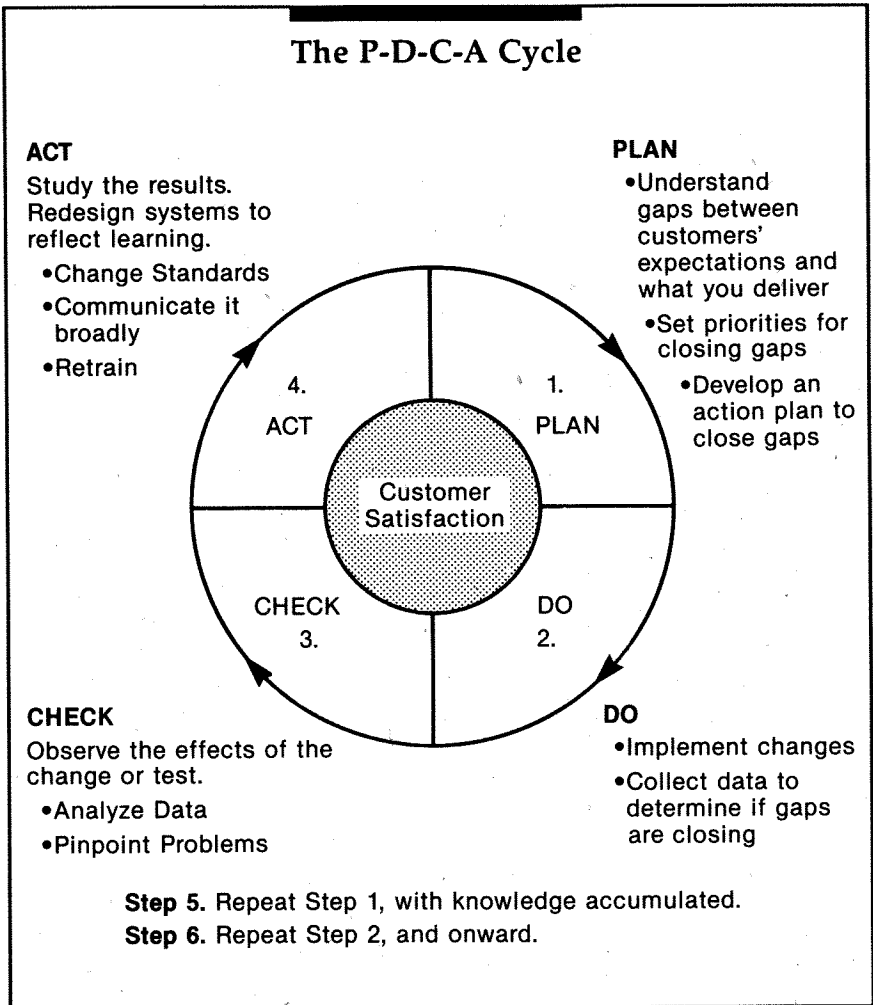 The P-D-C-A Cycle
ACT
Study the results.
Redesign systems to
reflect learning.
•Change Standards
•Communicate it
broadly
•Retrain
PLAN
•Understand
gaps between
customers'
expectations and
what you deliver
•Set priorities for
closing gaps
•Develop an
action plan to
close gaps
4.
ACT
1.
PLAN
Customer
Satisfaction
CHECK
3.
DO
2.
CHECK
Observe the effects of the
change or test.
•Analyze Data
•Pinpoint Problems
DO
•Implement changes
•Collect data to
determine if gaps
are closing
Step 5. Repeat Step 1, with knowledge accumulated.
Step 6. Repeat Step 2, and onward.